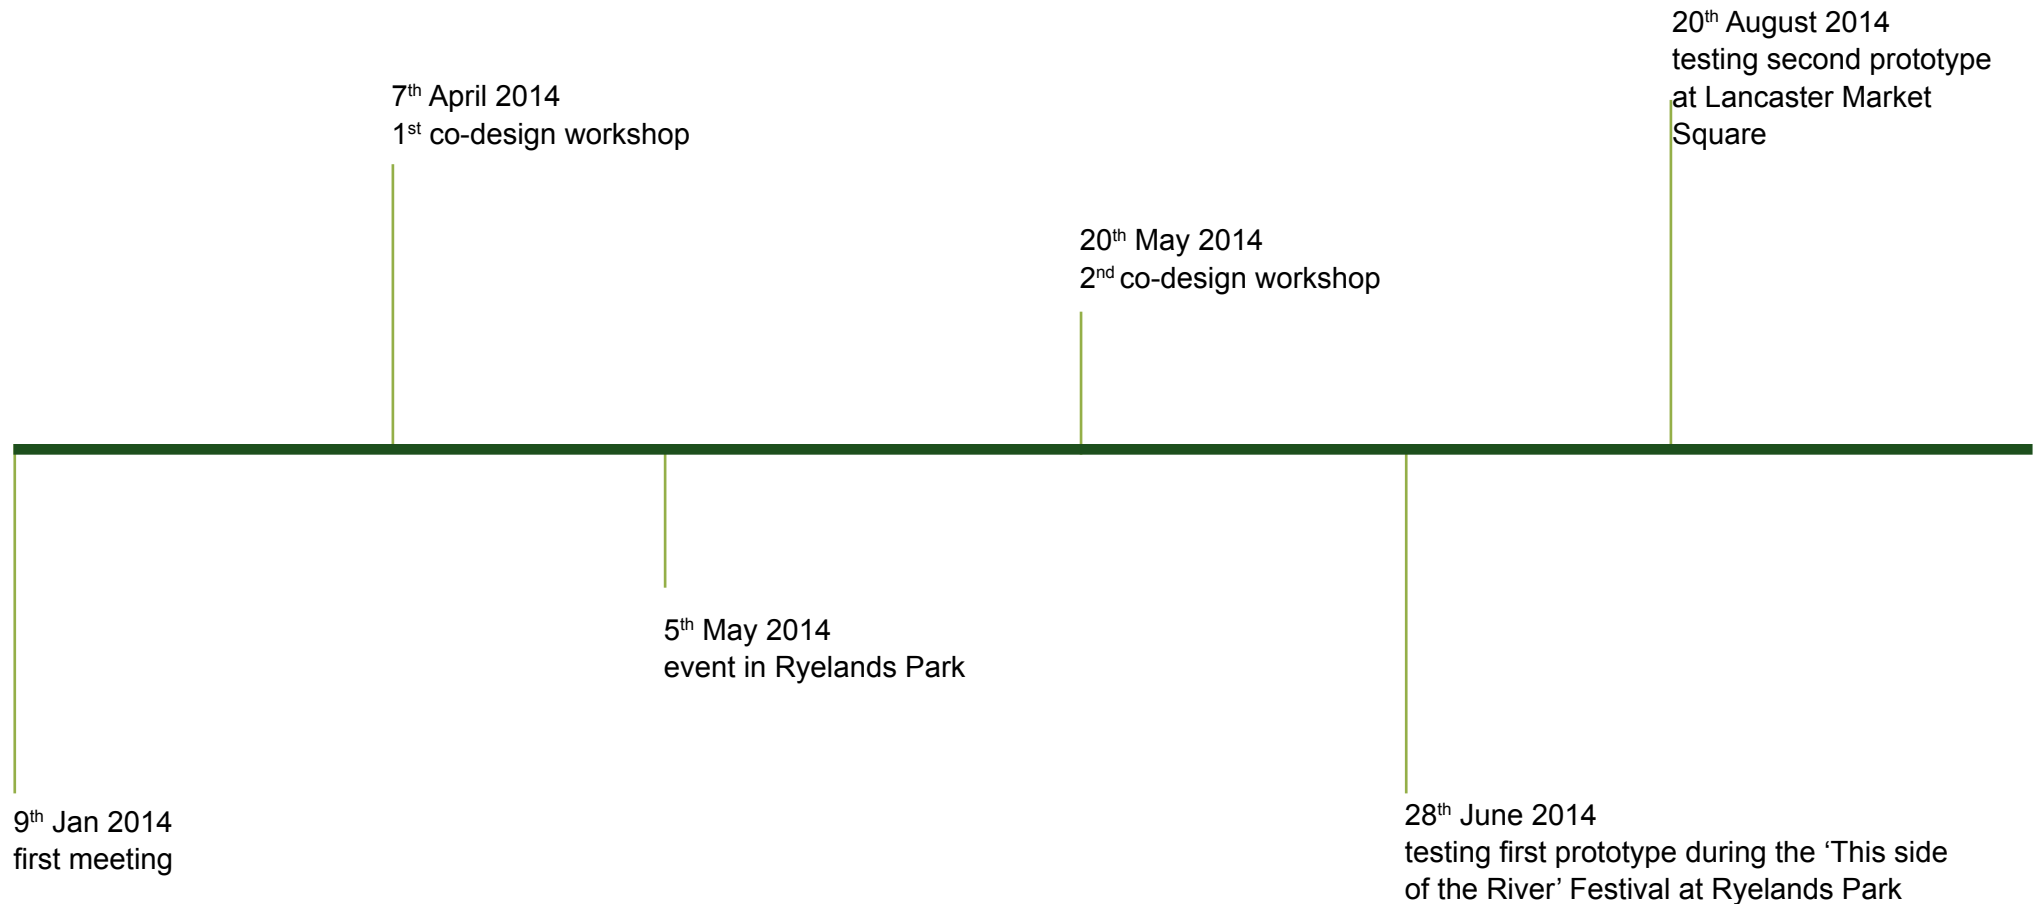 20th August 2014
testing second prototype
at Lancaster Market
Square
7th April 2014
1st co-design workshop
20th May 2014
2nd co-design workshop
5th May 2014
event in Ryelands Park
9th Jan 2014
first meeting
28th June 2014
testing first prototype during the ‘This side
of the River’ Festival at Ryelands Park